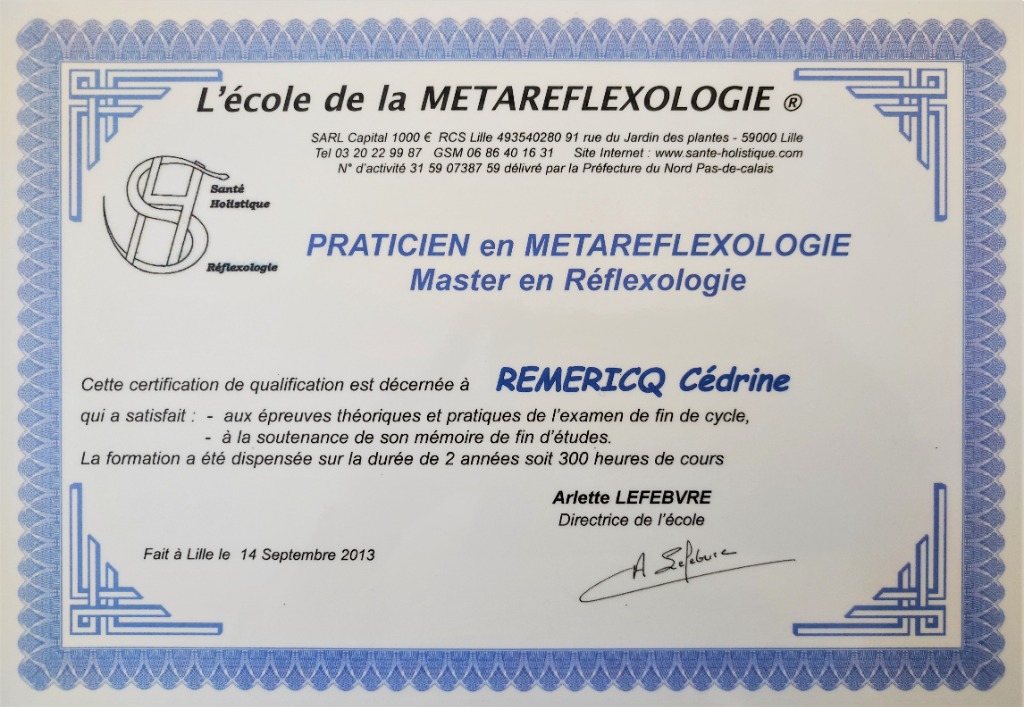 L'école de la METAREFLEXOLOGIE ®
SARL Capital 1000 € RCS Lille 493540280 91 rue du Jardin des plantes - 59000 Lille
Tel 03 20 22 99 87 GSM 06 86 40 16 31 Site Internet : www.sante-holistique.com
N° d'activité 31 59 07387 59 délivré par la Préfecture du Nord Pas-de-calais
Santé
Holistique
Réflexologie
PRATICIEN en METAREFLEXOLOGIE
Master en Réflexologie
Cette certification de qualification est décernée à REMERICQ Cédrine
qui a satisfait : - aux épreuves théoriques et pratiques de l'examen de fin de cycle,
- à la soutenance de son mémoire de fin d'études.
La formation a été dispensée sur la durée de 2 années soit 300 heures de cours
Arlette LEFEBVRE
Directrice de l'école
Fait à Lille le 14 Septembre 2013
A Lefebvre